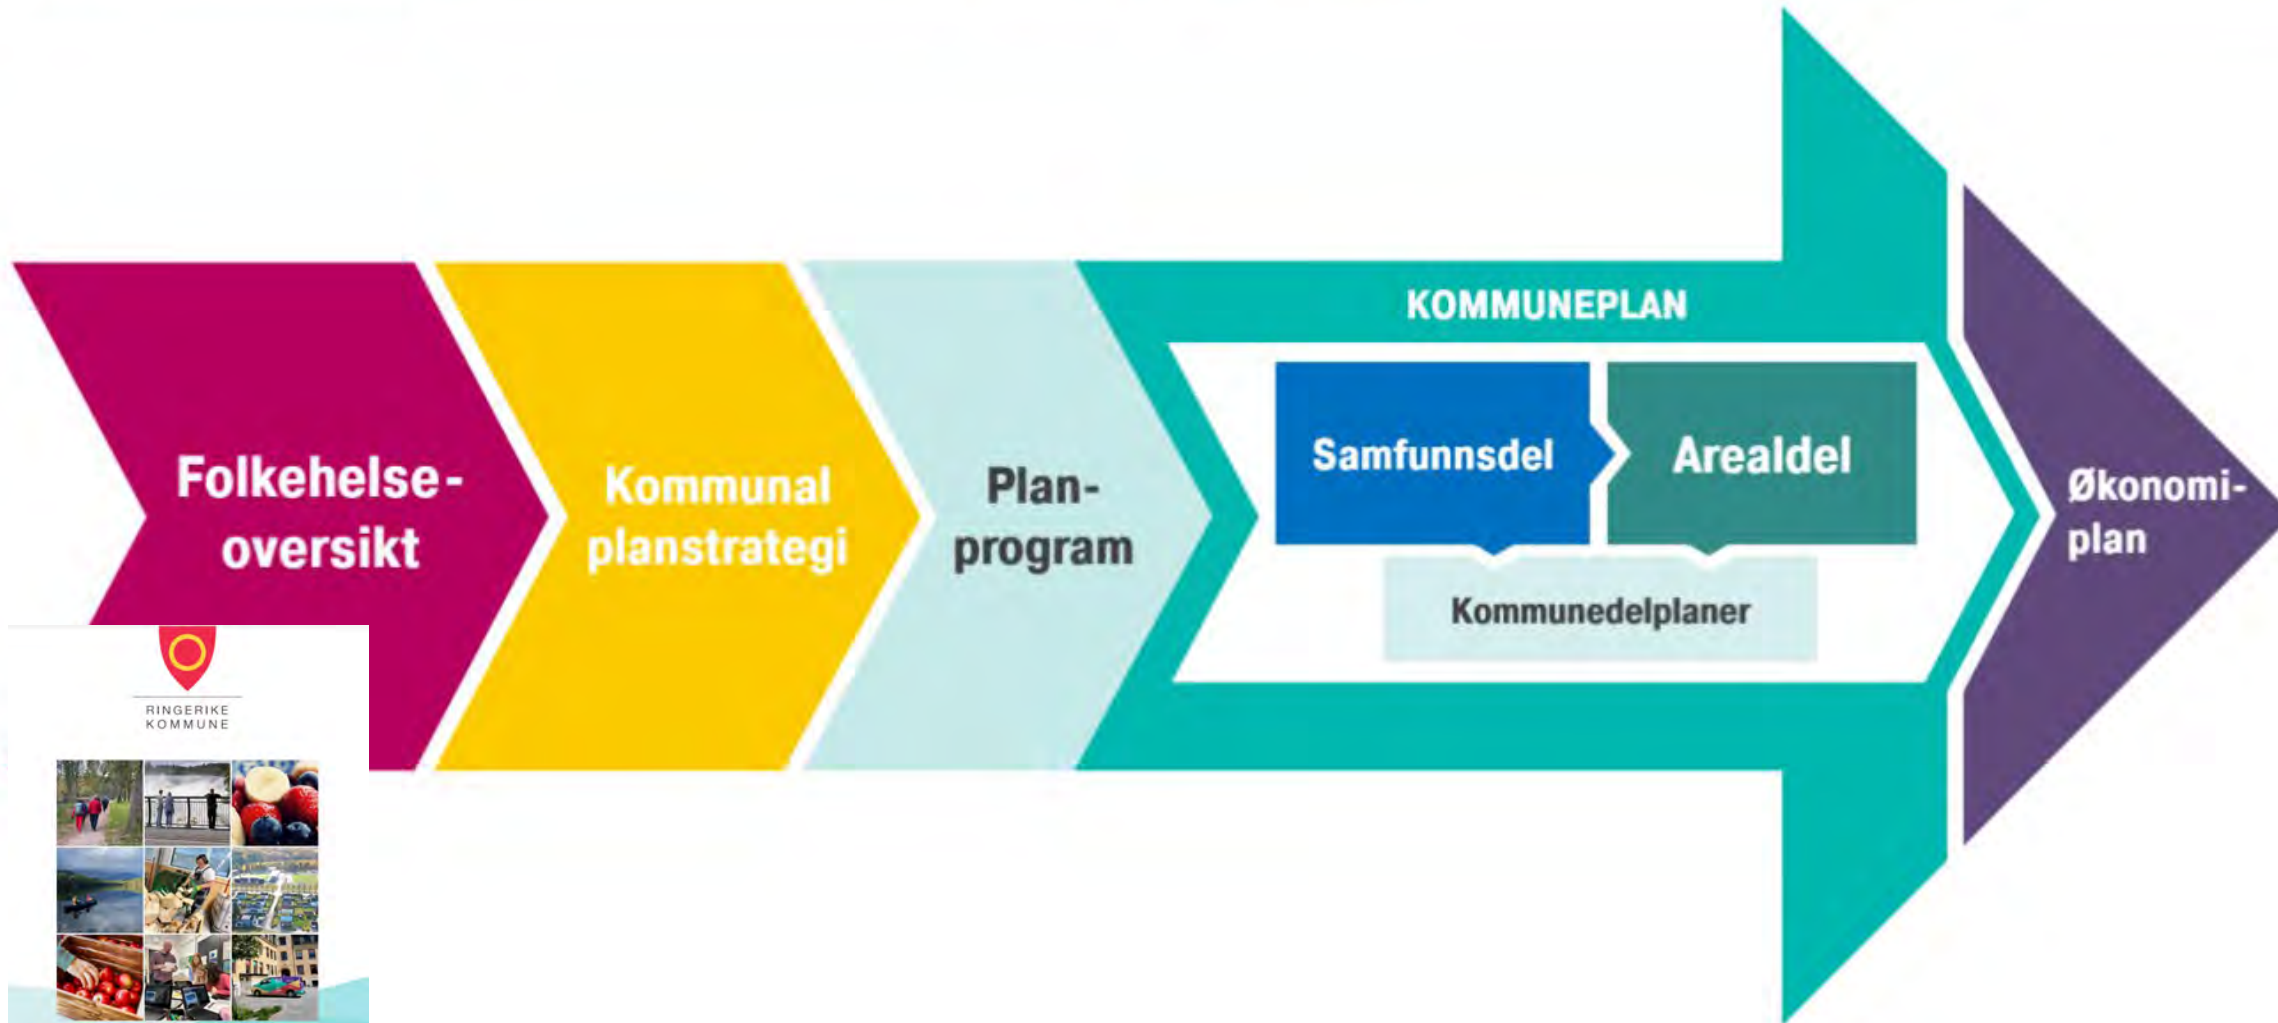 Folkehelse-
oversikt
Kommunal
planstrategi
Plan-
program
KOMMUNEPLAN
Samfunnsdel
Arealdel
Kommunedelplaner
Økonomi-
plan
RINGERIKE
KOMMUNE